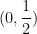 (0, 1/2)